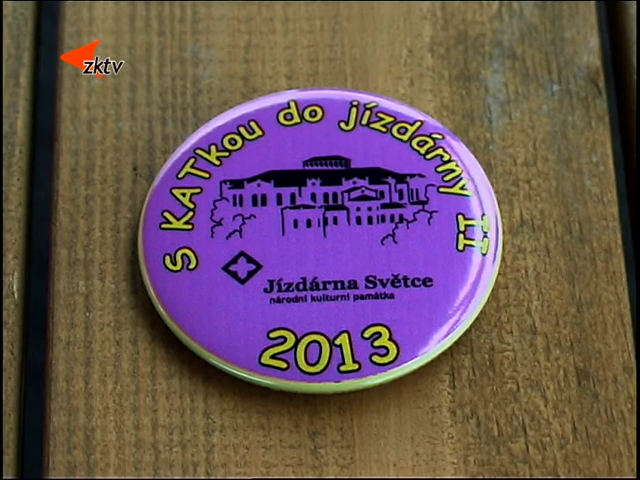 zktv
S KATkou do jízdárny II
Jízdárna Světce
národní kulturní památka
2013